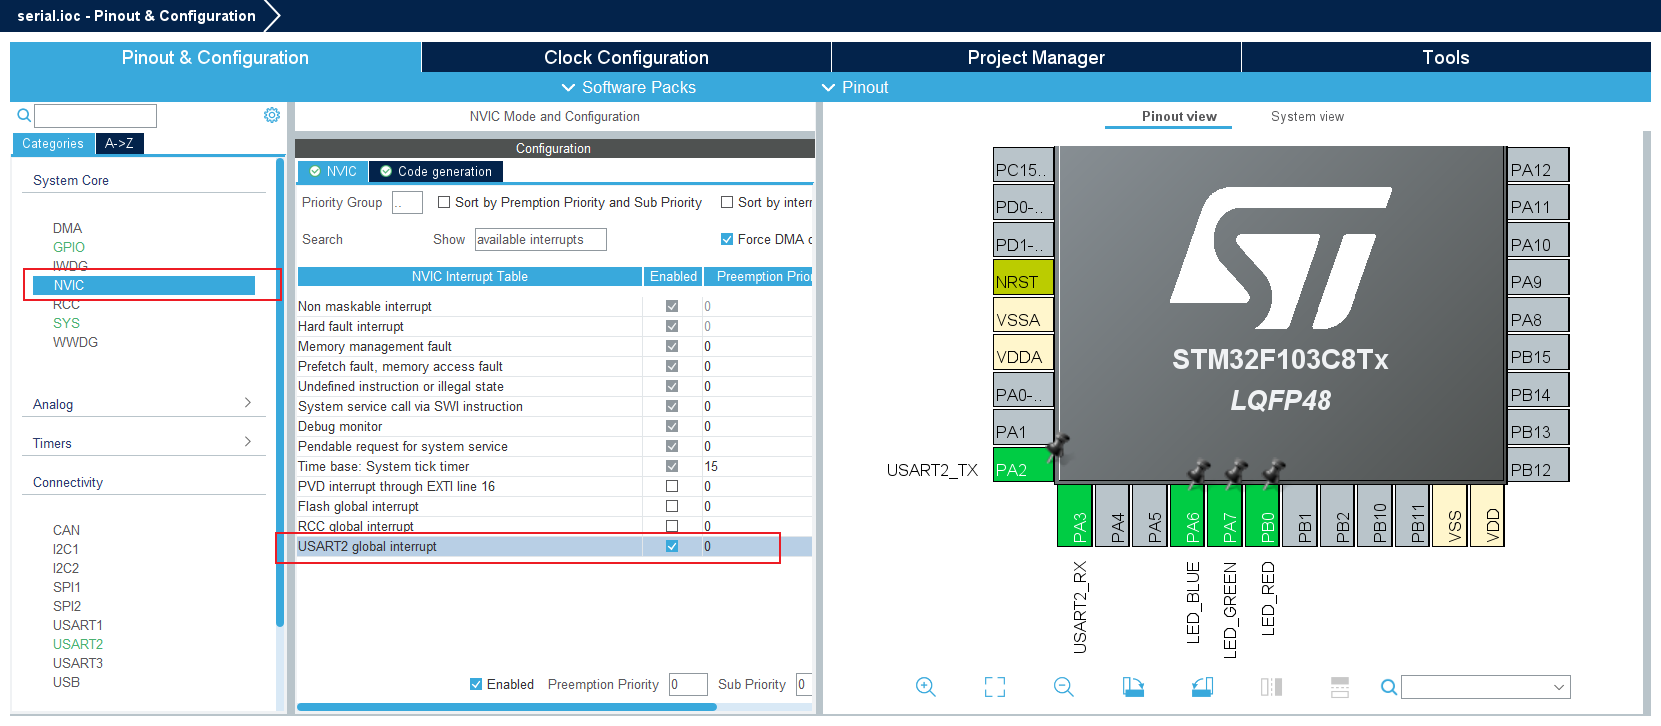 serial.ioc - Pinout & Configuration
Pinout & Configuration
Clock Configuration
Project Manager
Tools
Software Packs
Pinout
Categories
A->Z
System Core
DMA
GPIO
IWDG
NVIC
RCC
SYS
WWDG
Analog
Timers
Connectivity
CAN
I2C1
I2C2
SPI1
SPI2
USART1
USART2
USART3
USB
NVIC Mode and Configuration
Configuration
NVIC
Code generation
Priority Group ..
Sort by Premption Priority and Sub Priority
Sort by interr
Search
Show available interrupts
Force DMA c
NVIC Interrupt Table Enabled Preemption Prior
Non maskable interrupt 0
Hard fault interrupt 0
Memory management fault 0
Prefetch fault, memory access fault 0
Undefined instruction or illegal state 0
System service call via SWI instruction 0
Debug monitor 0
Pendable request for system service 0
Time base: System tick timer 15
PVD interrupt through EXTI line 16 0
Flash global interrupt 0
RCC global interrupt 0
USART2 global interrupt 0
Enabled Preemption Priority 0 Sub Priority 0
Pinout view
System view
PC15..
PD0-..
PD1-..
NRST
VSSA
VDDA
PA0-..
PA1
USART2_TX PA2
ST
STM32F103C8Tx
LQFP48
PA12
PA11
PA10
PA9
PA8
PB15
PB14
PB13
PB12
PA3
PA4
PA5
PA6
PA7
PB0
PB1
PB2
PB10
PB11
VSS
VDD
USART2_RX
LED_BLUE
LED_GREEN
LED_RED